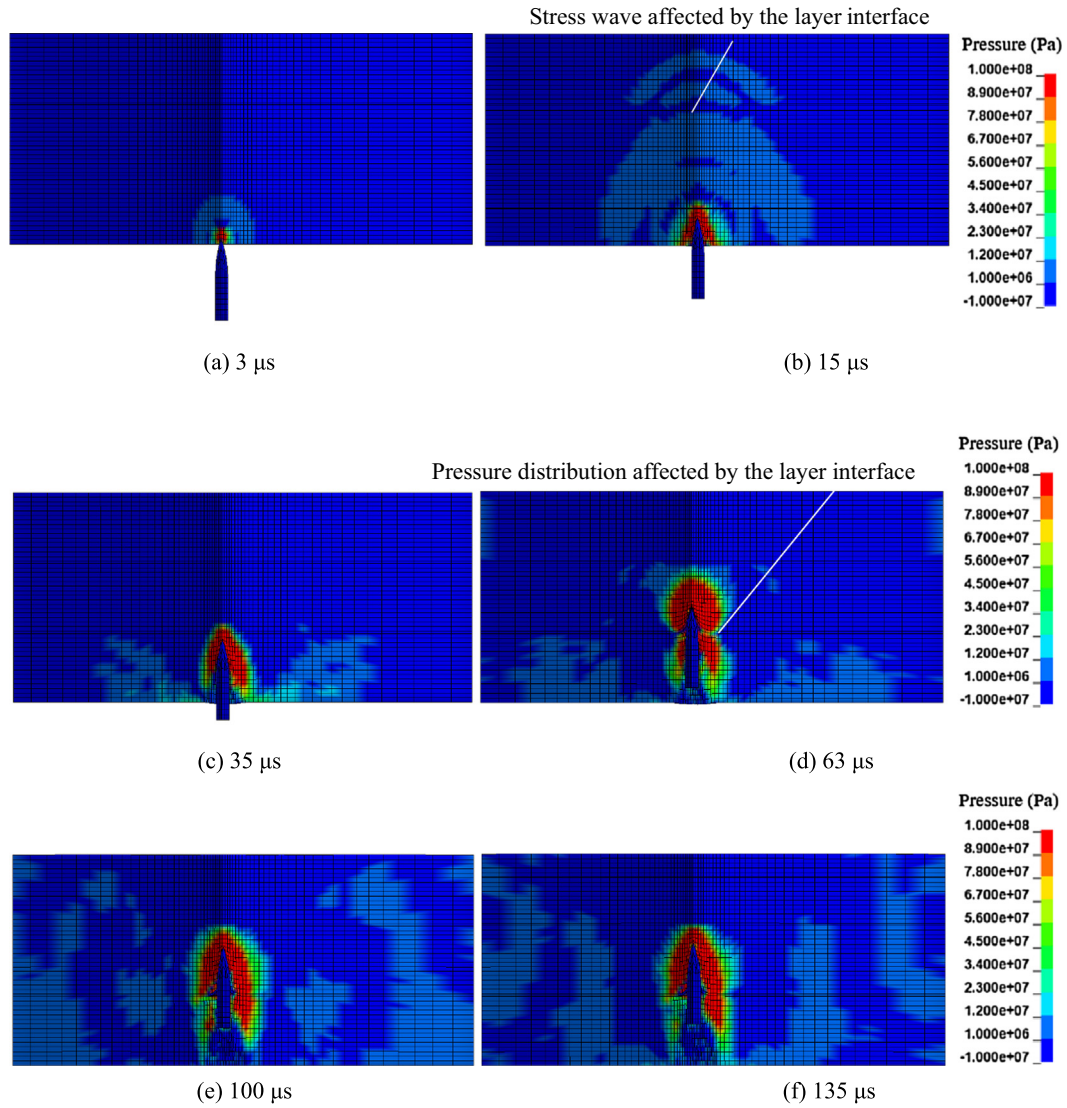 Stress wave affected by the layer interface
Pressure (Pa)
1.000e+08
8.900e+07
7.800e+07
6.700e+07
5.600e+07
4.500e+07
3.400e+07
2.300e+07
1.200e+07
1.000e+06
-1.000e+07
(a) 3 μs
(b) 15 μs
Pressure (Pa)
Pressure distribution affected by the layer interface
1.000e+08
8.900e+07
7.800e+07
6.700e+07
5.600e+07
4.500e+07
3.400e+07
2.300e+07
1.200e+07
1.000e+06
-1.000e+07
(c) 35 μs
(d) 63 μs
Pressure (Pa)
1.000e+08
8.900e+07
7.800e+07
6.700e+07
5.600e+07
4.500e+07
3.400e+07
2.300e+07
1.200e+07
1.000e+06
-1.000e+07
(e) 100 μs
(f) 135 μs